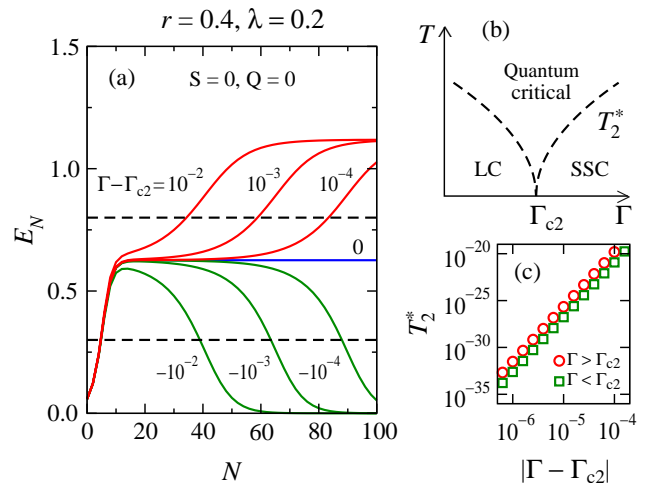 r = 0.4, λ = 0.2
(a)
S = 0, Q = 0
Γ−Γc2 = 10⁻²
10⁻³
10⁻⁴
0
−10⁻²
−10⁻³
−10⁻⁴
1.5
1.0
0.5
0.0
E_N
0 20 40 60 80 100
N
(b)
T
Quantum
critical
T₂*
LC
SSC
Γc2
Γ
(c)
10⁻²⁰
10⁻²⁵
10⁻³⁰
10⁻³⁵
T₂*
Γ > Γc2
Γ < Γc2
10⁻⁶ 10⁻⁵ 10⁻⁴
|Γ − Γc2|